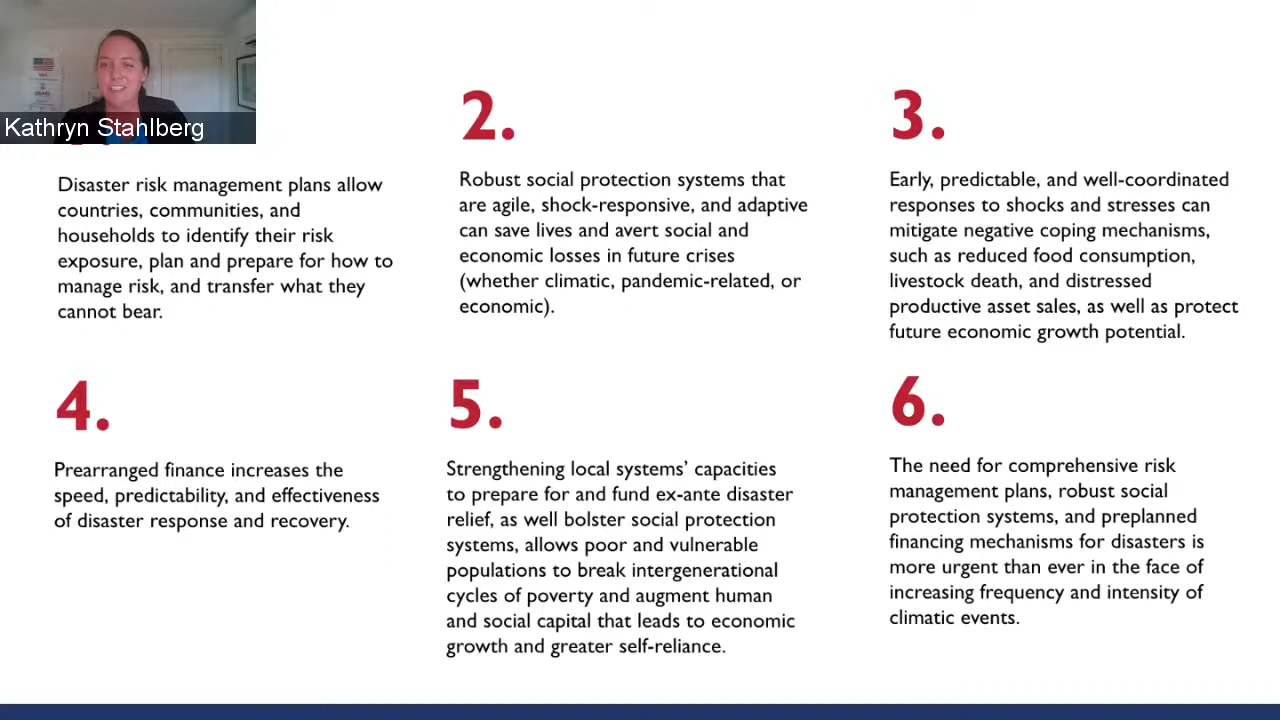 Kathryn Stahlberg
Disaster risk management plans allow
countries, communities, and
households to identify their risk
exposure, plan and prepare for how to
manage risk, and transfer what they
cannot bear.
2.
Robust social protection systems that
are agile, shock-responsive, and adaptive
can save lives and avert social and
economic losses in future crises
(whether climatic, pandemic-related, or
economic).
3.
Early, predictable, and well-coordinated
responses to shocks and stresses can
mitigate negative coping mechanisms,
such as reduced food consumption,
livestock death, and distressed
productive asset sales, as well as protect
future economic growth potential.
4.
Prearranged finance increases the
speed, predictability, and effectiveness
of disaster response and recovery.
5.
Strengthening local systems’ capacities
to prepare for and fund ex-ante disaster
relief, as well bolster social protection
systems, allows poor and vulnerable
populations to break intergenerational
cycles of poverty and augment human
and social capital that leads to economic
growth and greater self-reliance.
6.
The need for comprehensive risk
management plans, robust social
protection systems, and preplanned
financing mechanisms for disasters is
more urgent than ever in the face of
increasing frequency and intensity of
climatic events.